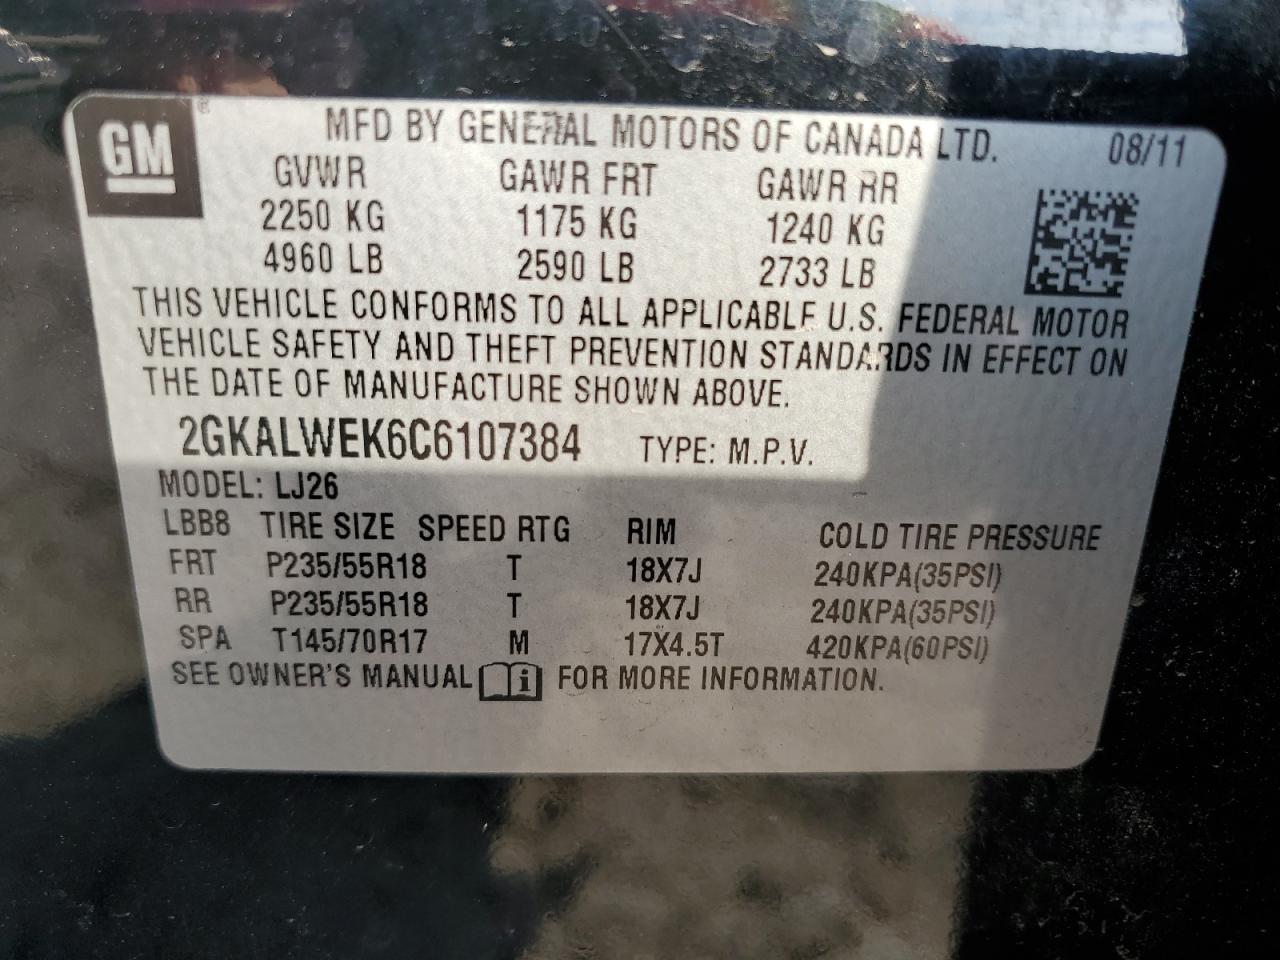 GM ® MFD BY GENERAL MOTORS OF CANADA LTD. 08/11
GVWR GAWR FRT GAWR RR
2250 KG 1175 KG 1240 KG
4960 LB 2590 LB 2733 LB
THIS VEHICLE CONFORMS TO ALL APPLICABLE U.S. FEDERAL MOTOR
VEHICLE SAFETY AND THEFT PREVENTION STANDARDS IN EFFECT ON
THE DATE OF MANUFACTURE SHOWN ABOVE.
2GKALWEK6C6107384 TYPE: M.P.V.
MODEL: LJ26
LBB8 TIRE SIZE SPEED RTG RIM COLD TIRE PRESSURE
FRT P235/55R18 T 18X7J 240KPA(35PSI)
RR P235/55R18 T 18X7J 240KPA(35PSI)
SPA T145/70R17 M 17X4.5T 420KPA(60PSI)
SEE OWNER'S MANUAL i FOR MORE INFORMATION.